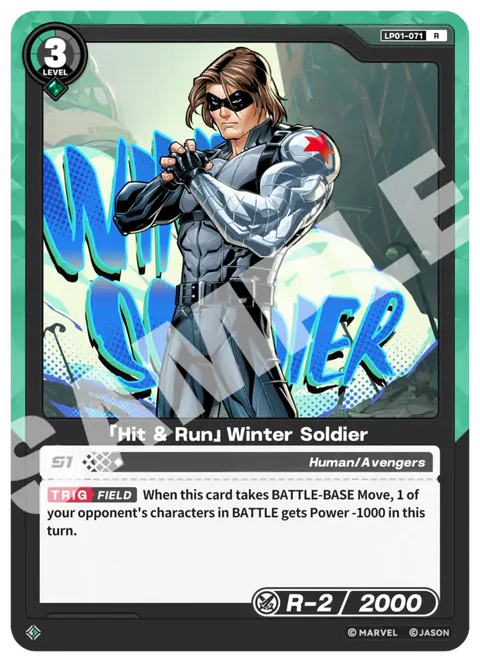 3
LEVEL
LP01-071 R
WINTER
SOLDIER
「Hit & Run」Winter Soldier
S1
Human/Avengers
TRIG FIELD When this card takes BATTLE-BASE Move, 1 of
your opponent's characters in BATTLE gets Power -1000 in this
turn.
R-2 / 2000
©MARVEL ©JASON
SAMPLE